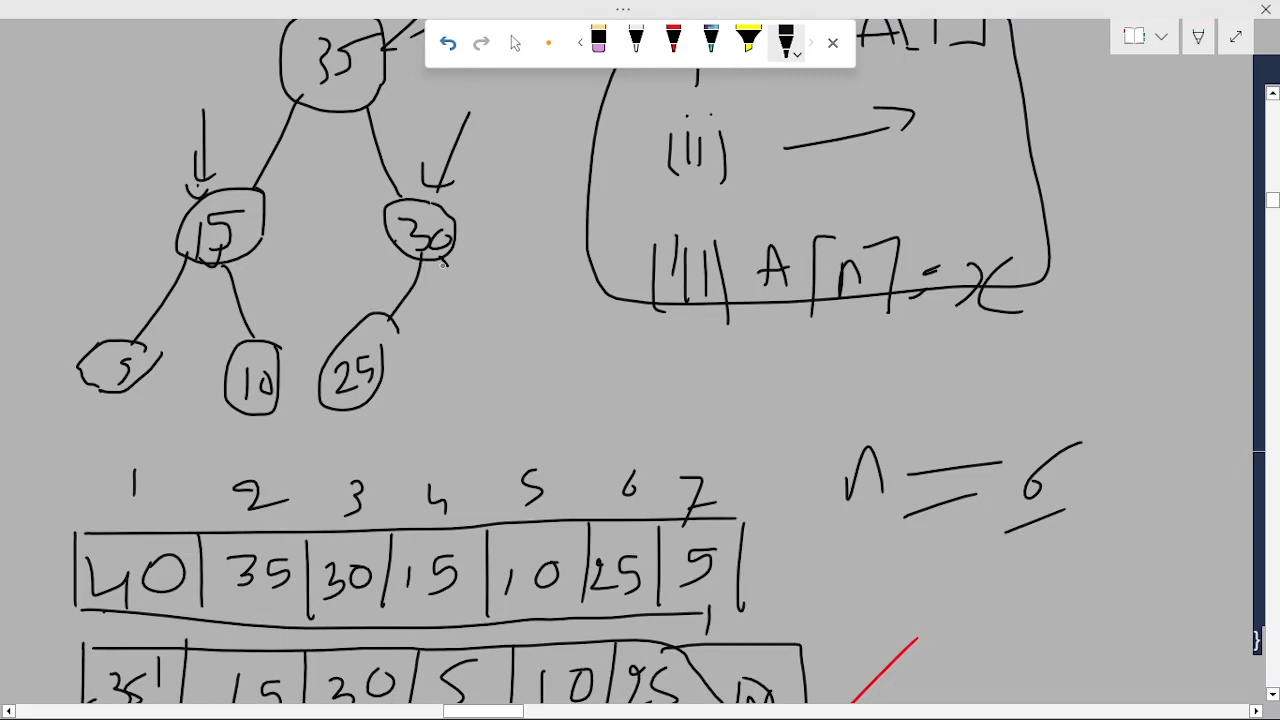 35
A[1]
(ii)
15 30
(iii) A[n] = x
5 10 25
n = 6
1 2 3 4 5 6 7
40 35 30 15 10 25 5
35 15 30 5 10 25
}